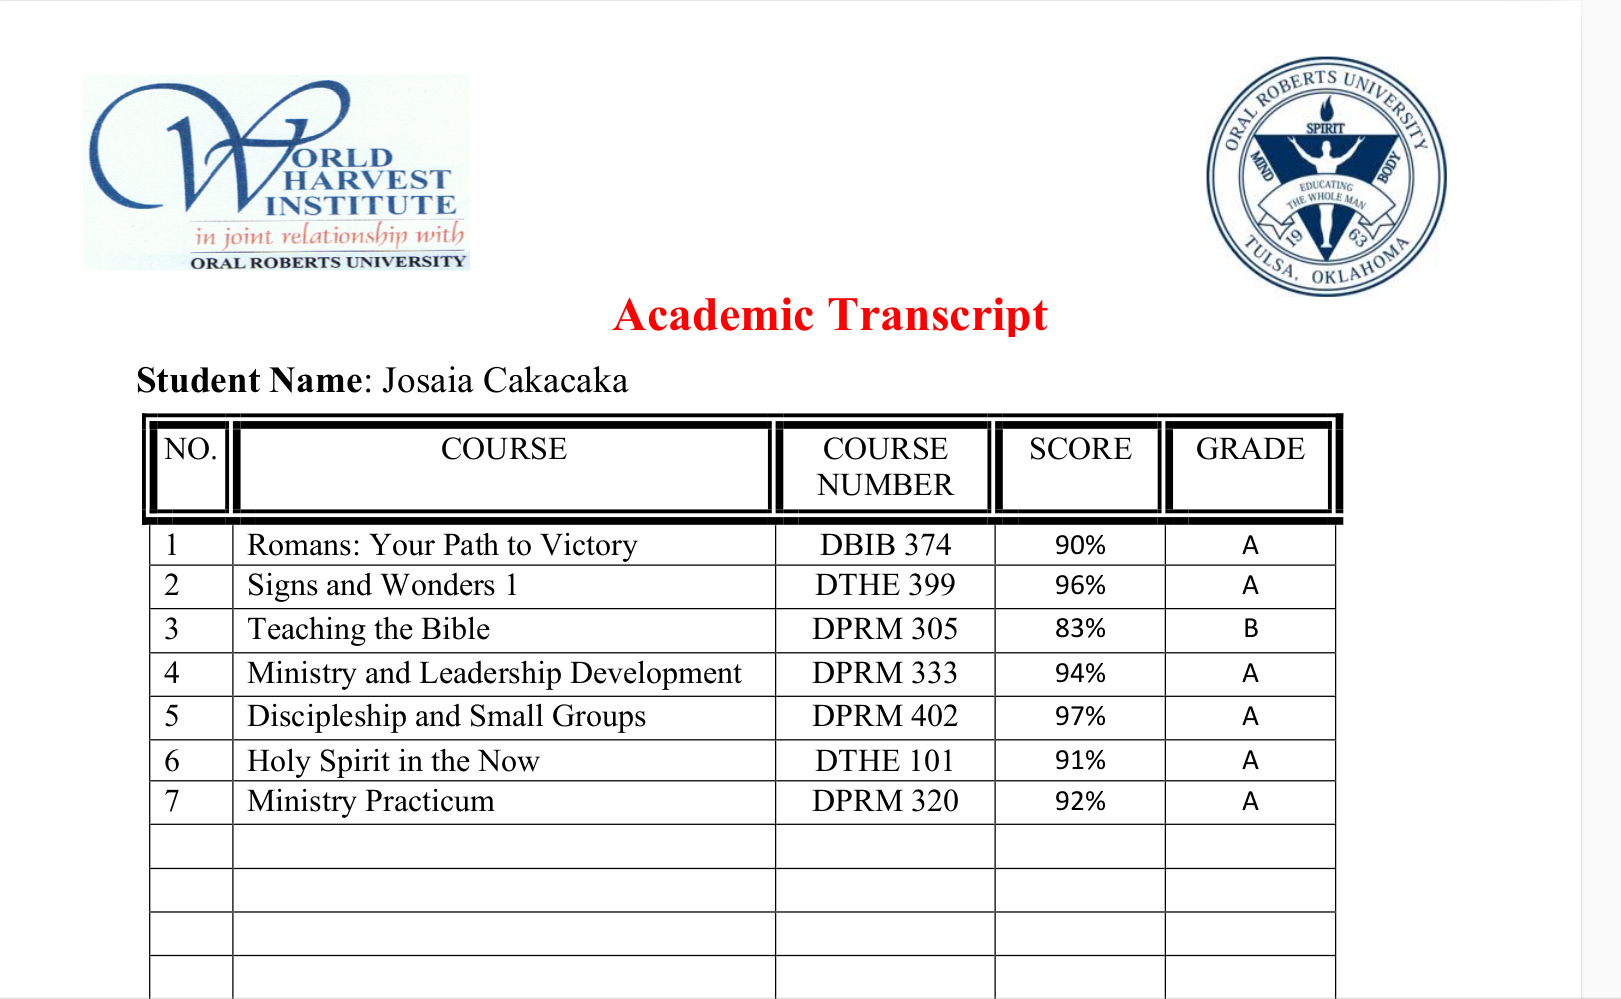 WORLD
HARVEST
INSTITUTE
in joint relationship with
ORAL ROBERTS UNIVERSITY
ORAL ROBERTS UNIVERSITY
MIND
SPIRIT
BODY
EDUCATING
THE WHOLE MAN
19 63
TULSA, OKLAHOMA
Academic Transcript
Student Name: Josaia Cakacaka
NO. COURSE COURSE NUMBER SCORE GRADE
1 Romans: Your Path to Victory DBIB 374 90% A
2 Signs and Wonders 1 DTHE 399 96% A
3 Teaching the Bible DPRM 305 83% B
4 Ministry and Leadership Development DPRM 333 94% A
5 Discipleship and Small Groups DPRM 402 97% A
6 Holy Spirit in the Now DTHE 101 91% A
7 Ministry Practicum DPRM 320 92% A